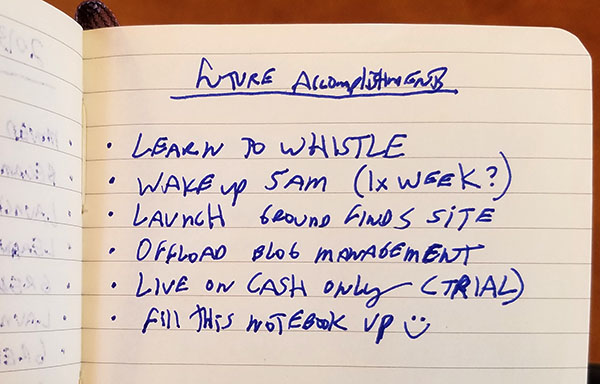 FUTURE ACCOMPLISHMENTS
• LEARN TO WHISTLE
• WAKE UP 5AM (1X WEEK?)
• LAUNCH GROUND FINDS SITE
• OFFLOAD BLOG MANAGEMENT
• LIVE ON CASH ONLY (TRIAL)
• FILL THIS NOTEBOOK UP ☺